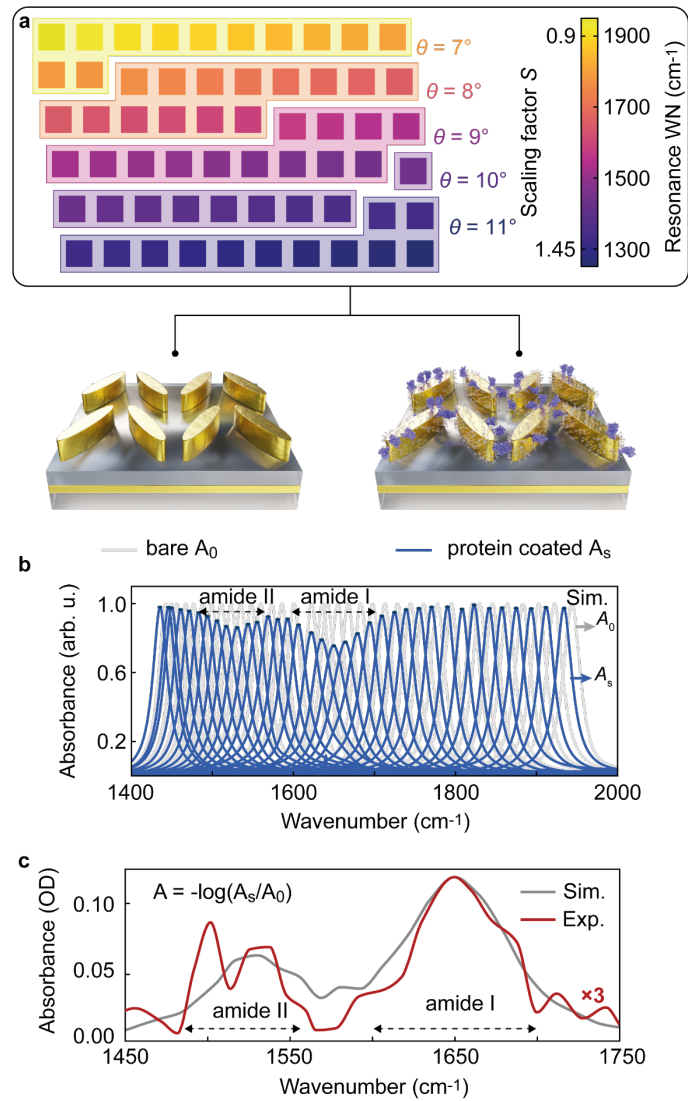 a
θ = 7°
θ = 8°
θ = 9°
θ = 10°
θ = 11°
Scaling factor S
0.9
1.45
1900
1700
1500
1300
Resonance WN (cm-1)
bare A0
protein coated As
b
amide II
amide I
Sim.
A0
As
1.0
0.6
0.2
Absorbance (arb. u.)
1400
1600
1800
2000
Wavenumber (cm-1)
c
A = -log(As/A0)
Sim.
Exp.
0.10
0.05
0.00
Absorbance (OD)
×3
amide II
amide I
1450
1550
1650
1750
Wavenumber (cm-1)